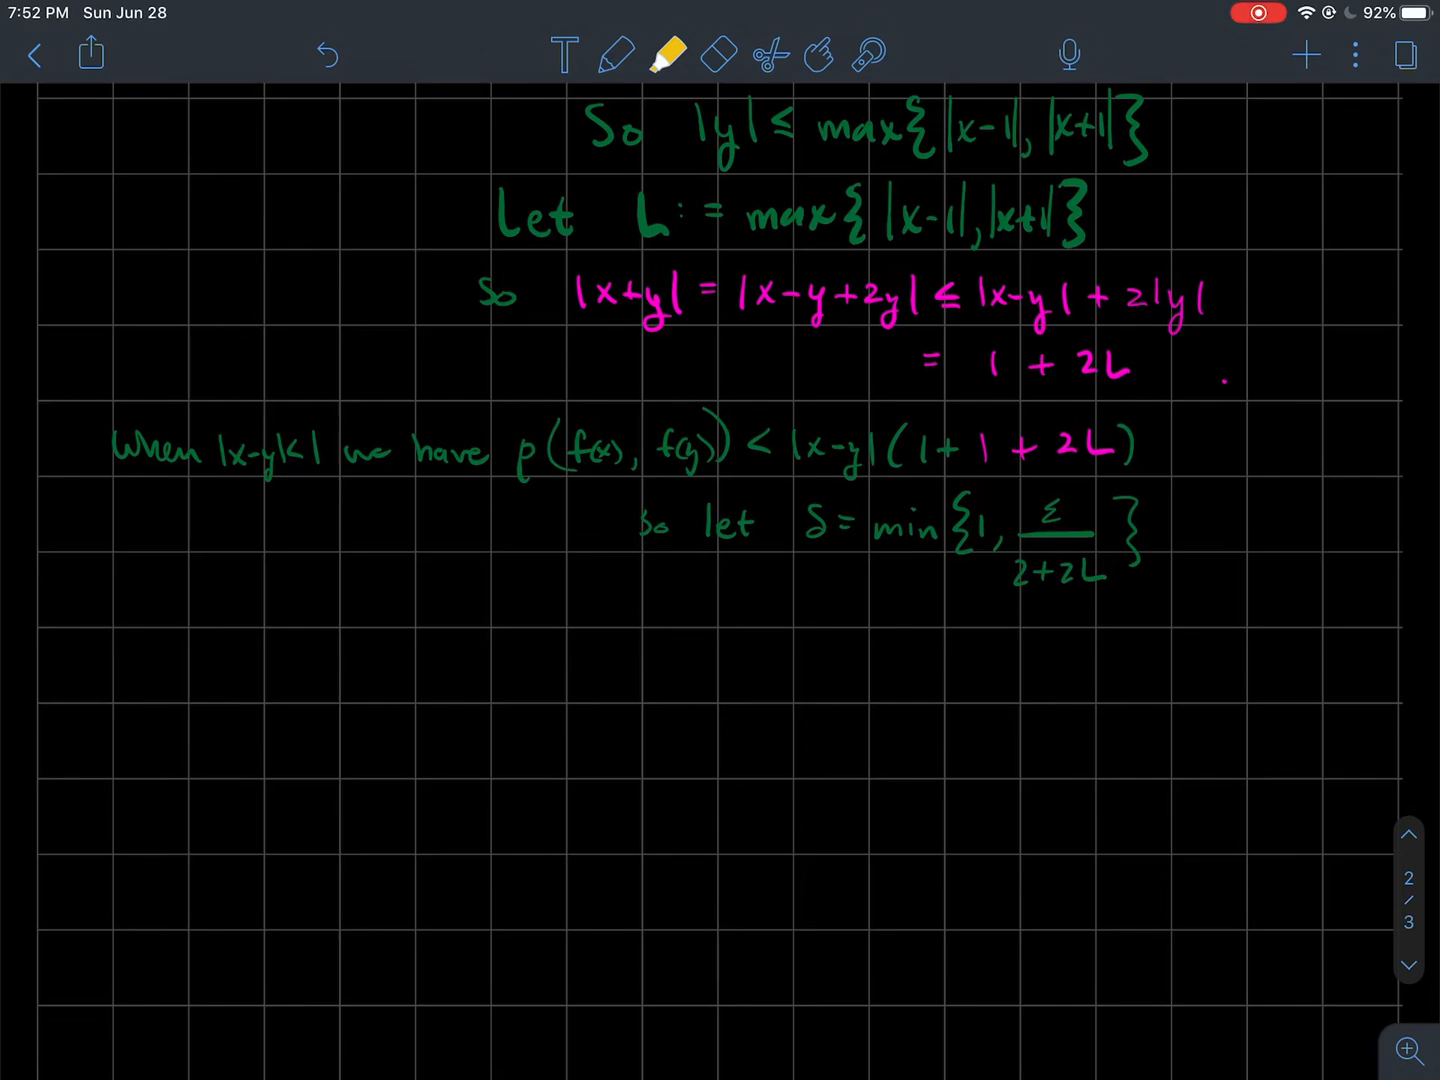 7:52 PM Sun Jun 28 92%
So |y| ≤ max{|x-1|, |x+1|}
Let L := max{|x-1|, |x+1|}
So |x+y| = |x-y+2y| ≤ |x-y| + 2|y|
= 1 + 2L .
When |x-y|<1 we have p(f(x), f(y)) < |x-y|(1 + 1 + 2L)
so let δ = min{1, ε/(2+2L)}
2
/
3